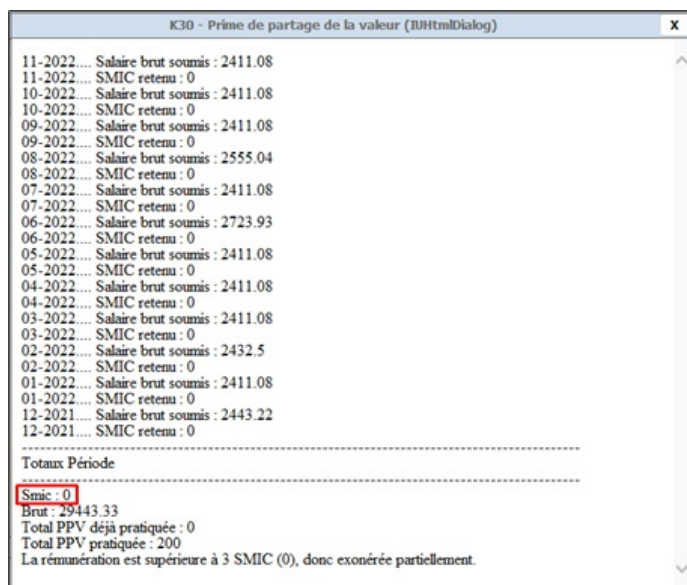 K30 - Prime de partage de la valeur (IUHtmlDialog)
X
11-2022.... Salaire brut soumis : 2411.08
11-2022.... SMIC retenu : 0
10-2022.... Salaire brut soumis : 2411.08
10-2022.... SMIC retenu : 0
09-2022.... Salaire brut soumis : 2411.08
09-2022.... SMIC retenu : 0
08-2022.... Salaire brut soumis : 2555.04
08-2022.... SMIC retenu : 0
07-2022.... Salaire brut soumis : 2411.08
07-2022.... SMIC retenu : 0
06-2022.... Salaire brut soumis : 2723.93
06-2022.... SMIC retenu : 0
05-2022.... Salaire brut soumis : 2411.08
05-2022.... SMIC retenu : 0
04-2022.... Salaire brut soumis : 2411.08
04-2022.... SMIC retenu : 0
03-2022.... Salaire brut soumis : 2411.08
03-2022.... SMIC retenu : 0
02-2022.... Salaire brut soumis : 2432.5
02-2022.... SMIC retenu : 0
01-2022.... Salaire brut soumis : 2411.08
01-2022.... SMIC retenu : 0
12-2021.... Salaire brut soumis : 2443.22
12-2021.... SMIC retenu : 0
Totaux Période
Smic : 0
Brut : 29443.33
Total PPV déjà pratiquée : 0
Total PPV pratiquée : 200
La rémunération est supérieure à 3 SMIC (0), donc exonérée partiellement.